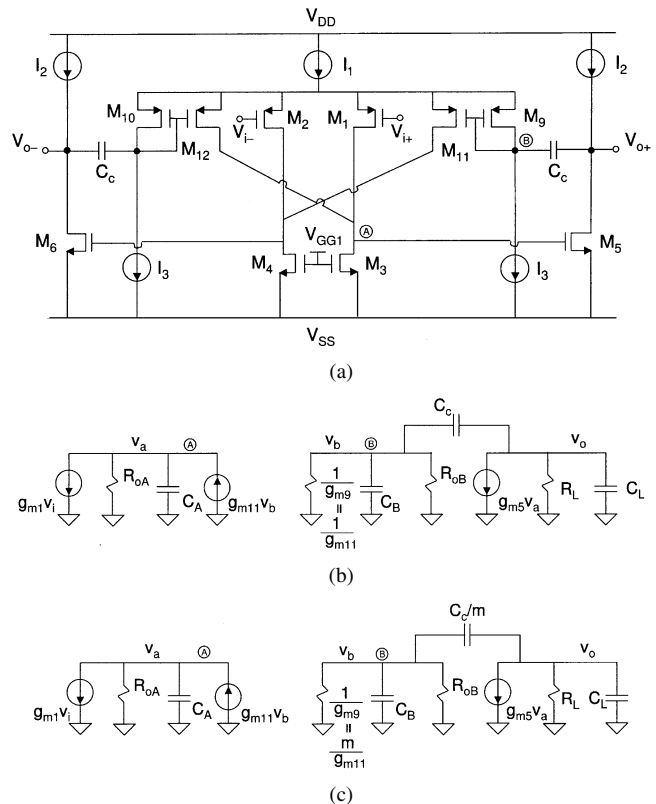 V_DD
I_2
I_1
I_2
M_10
M_2
M_1
M_9
V_i-
V_i+
V_o-
C_c
M_12
M_11
Ⓑ
C_c
V_o+
Ⓐ
V_GG1
M_6
I_3
M_4
M_3
I_3
M_5
V_SS
(a)
C_c
v_a Ⓐ
v_b Ⓑ
v_o
g_m1v_i
R_oA
C_A
g_m11v_b
1/g_m9
=
1/g_m11
C_B
R_oB
g_m5v_a
R_L
C_L
(b)
C_c/m
v_a Ⓐ
v_b Ⓑ
v_o
g_m1v_i
R_oA
C_A
g_m11v_b
1/g_m9
=
m/g_m11
C_B
R_oB
g_m5v_a
R_L
C_L
(c)